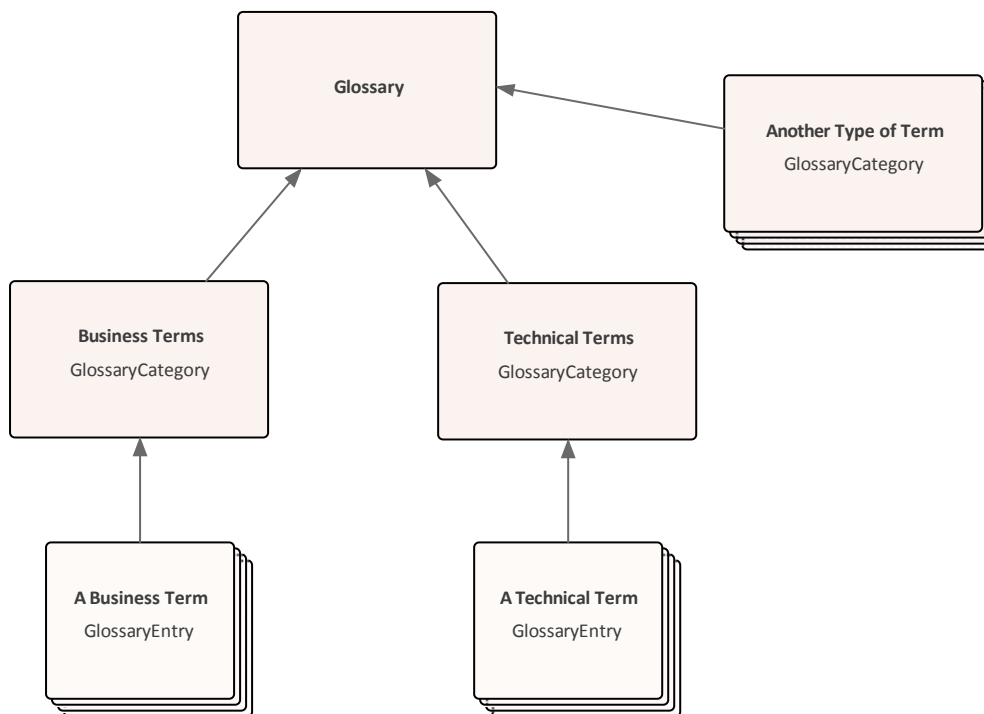 Glossary
Another Type of Term
GlossaryCategory
Business Terms
GlossaryCategory
Technical Terms
GlossaryCategory
A Business Term
GlossaryEntry
A Technical Term
GlossaryEntry